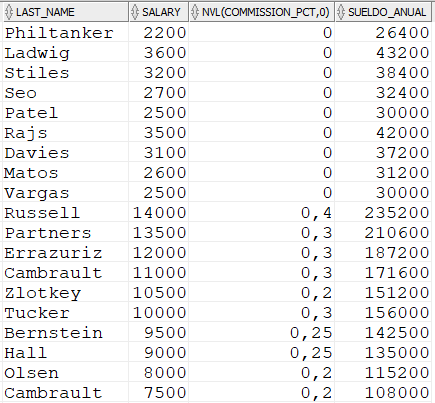 LAST_NAME SALARY NVL(COMMISSION_PCT,0) SUELDO_ANUAL
Philtanker 2200 0 26400
Ladwig 3600 0 43200
Stiles 3200 0 38400
Seo 2700 0 32400
Patel 2500 0 30000
Rajs 3500 0 42000
Davies 3100 0 37200
Matos 2600 0 31200
Vargas 2500 0 30000
Russell 14000 0,4 235200
Partners 13500 0,3 210600
Errazuriz 12000 0,3 187200
Cambrault 11000 0,3 171600
Zlotkey 10500 0,2 151200
Tucker 10000 0,3 156000
Bernstein 9500 0,25 142500
Hall 9000 0,25 135000
Olsen 8000 0,2 115200
Cambrault 7500 0,2 108000